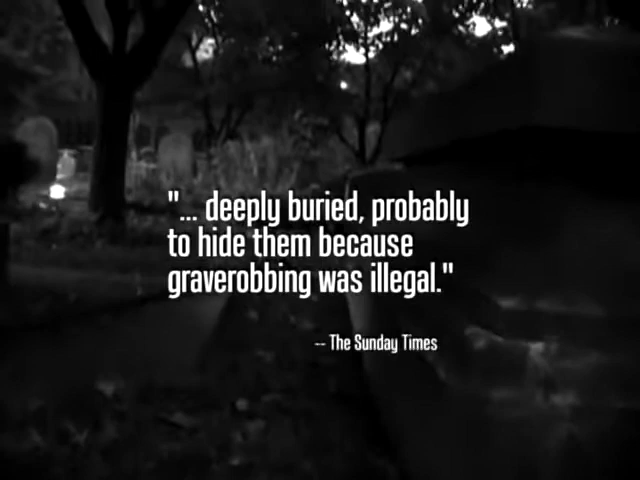 "... deeply buried, probably
to hide them because
graverobbing was illegal."
-- The Sunday Times